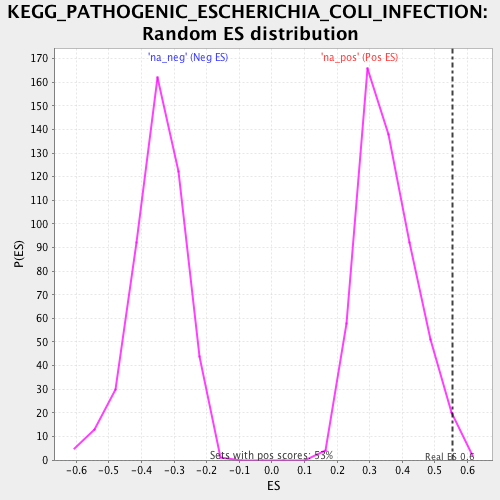 KEGG_PATHOGENIC_ESCHERICHIA_COLI_INFECTION:
Random ES distribution
'na_neg' (Neg ES)
'na_pos' (Pos ES)
170
160
150
140
130
120
110
100
90
80
70
60
50
40
30
20
10
0
P(ES)
Sets with pos scores: 53%
Real ES 0.6
-0.6 -0.5 -0.4 -0.3 -0.2 -0.1 0.0 0.1 0.2 0.3 0.4 0.5 0.6
ES